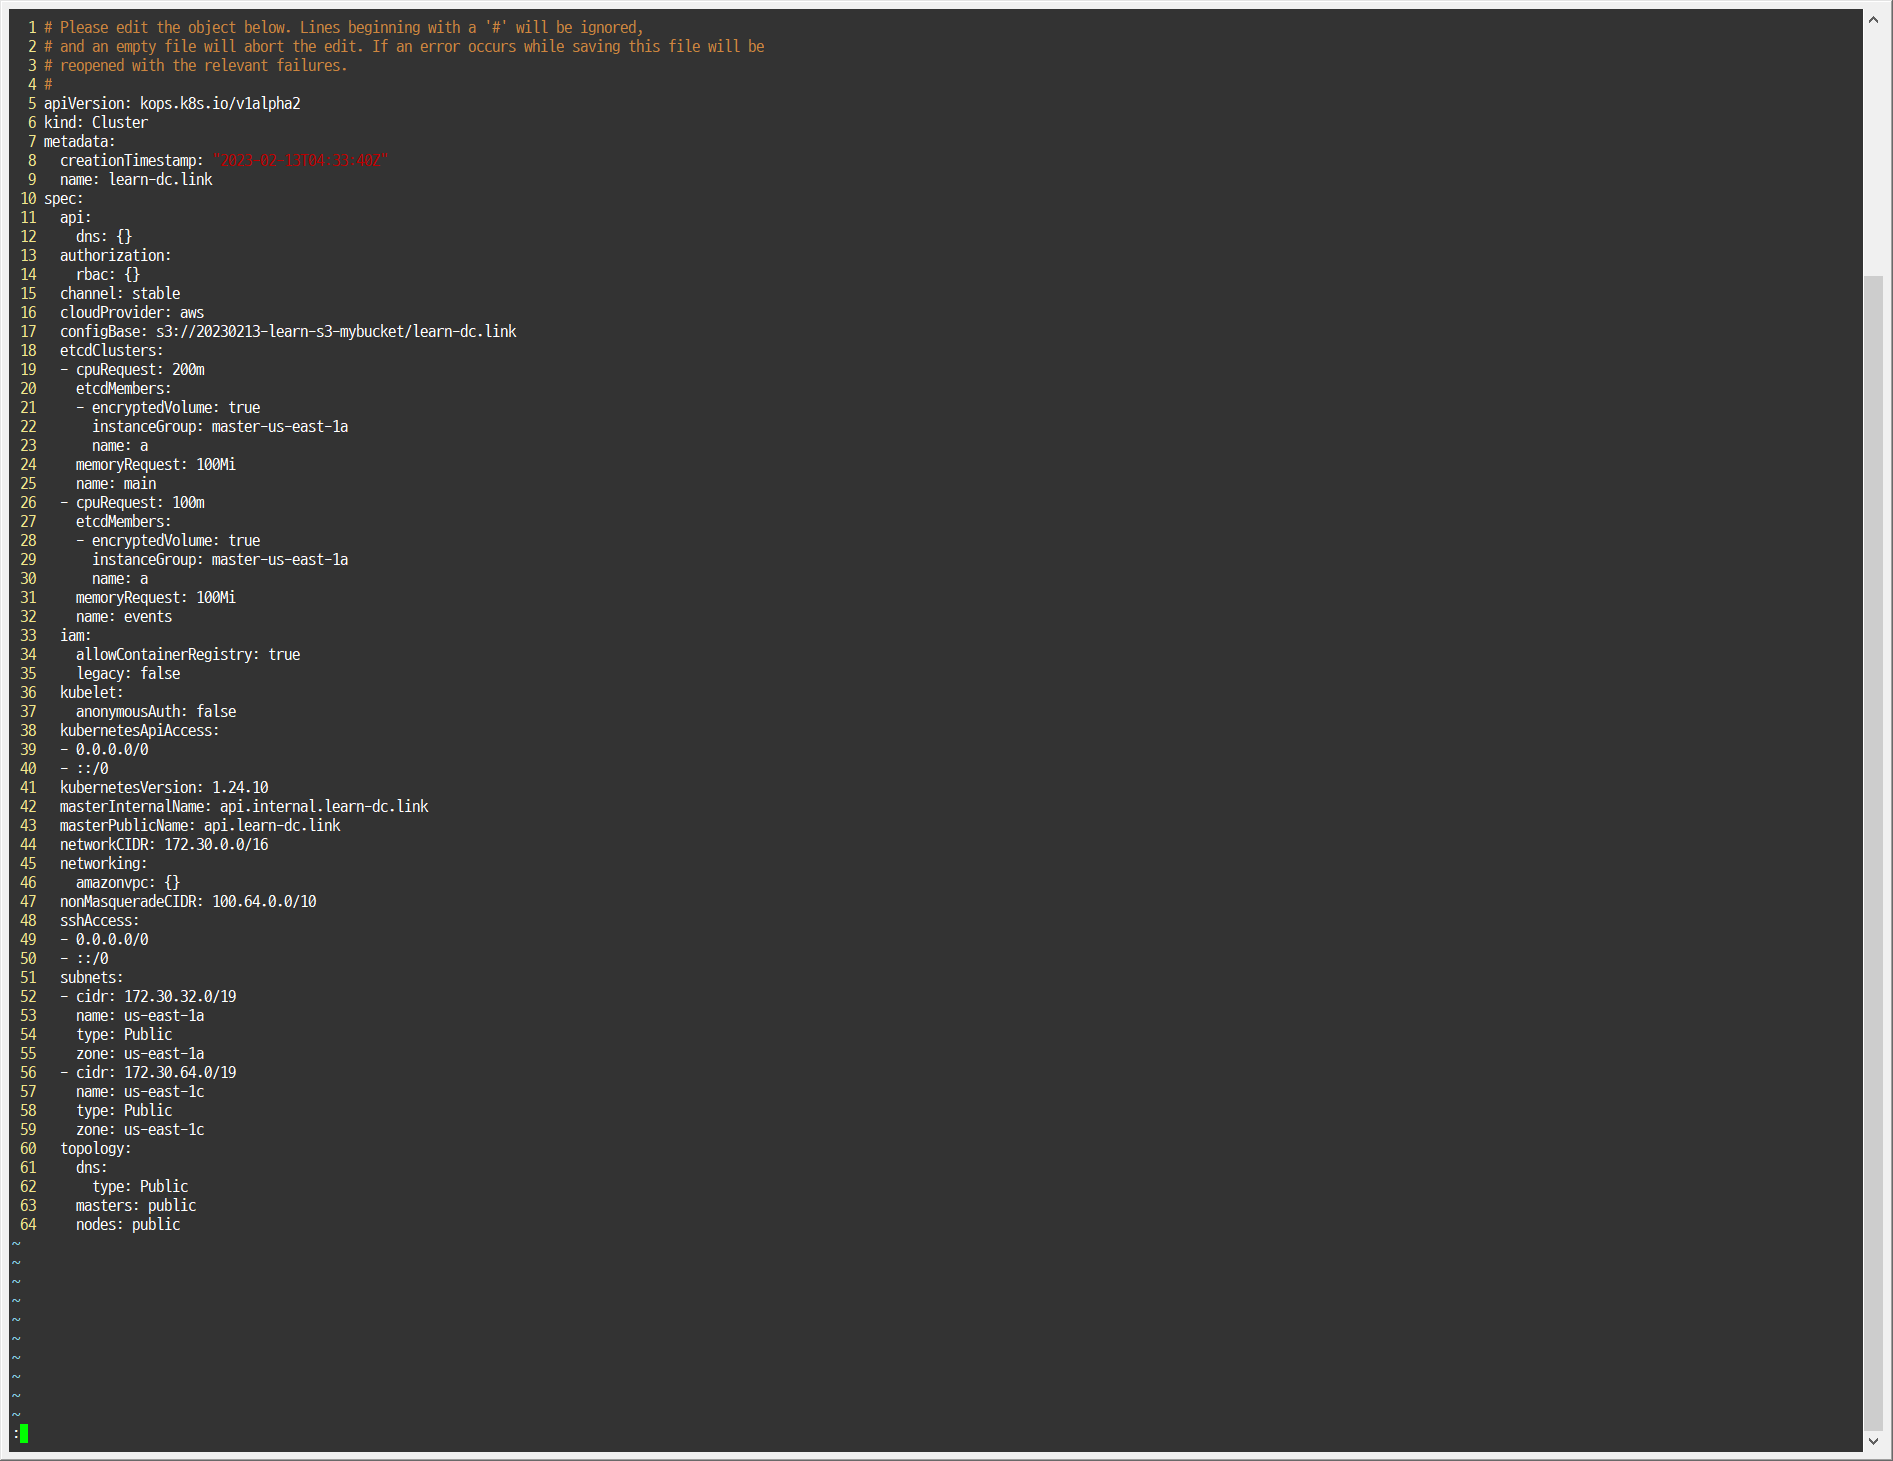 1 # Please edit the object below. Lines beginning with a '#' will be ignored,
2 # and an empty file will abort the edit. If an error occurs while saving this file will be
3 # reopened with the relevant failures.
4 #
5 apiVersion: kops.k8s.io/v1alpha2
6 kind: Cluster
7 metadata:
8   creationTimestamp: "2023-02-13T04:33:40Z"
9   name: learn-dc.link
10 spec:
11   api:
12     dns: {}
13   authorization:
14     rbac: {}
15   channel: stable
16   cloudProvider: aws
17   configBase: s3://20230213-learn-s3-mybucket/learn-dc.link
18   etcdClusters:
19   - cpuRequest: 200m
20     etcdMembers:
21     - encryptedVolume: true
22       instanceGroup: master-us-east-1a
23       name: a
24     memoryRequest: 100Mi
25     name: main
26   - cpuRequest: 100m
27     etcdMembers:
28     - encryptedVolume: true
29       instanceGroup: master-us-east-1a
30       name: a
31     memoryRequest: 100Mi
32     name: events
33   iam:
34     allowContainerRegistry: true
35     legacy: false
36   kubelet:
37     anonymousAuth: false
38   kubernetesApiAccess:
39   - 0.0.0.0/0
40   - ::/0
41   kubernetesVersion: 1.24.10
42   masterInternalName: api.internal.learn-dc.link
43   masterPublicName: api.learn-dc.link
44   networkCIDR: 172.30.0.0/16
45   networking:
46     amazonvpc: {}
47   nonMasqueradeCIDR: 100.64.0.0/10
48   sshAccess:
49   - 0.0.0.0/0
50   - ::/0
51   subnets:
52   - cidr: 172.30.32.0/19
53     name: us-east-1a
54     type: Public
55     zone: us-east-1a
56   - cidr: 172.30.64.0/19
57     name: us-east-1c
58     type: Public
59     zone: us-east-1c
60   topology:
61     dns:
62       type: Public
63     masters: public
64     nodes: public
~
~
~
~
~
~
~
~
~
~
: